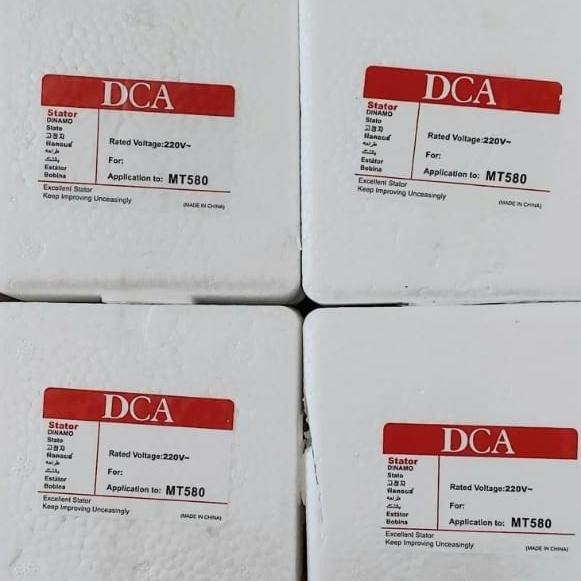 DCA
Stator
DINAMO
Stato
고정자
Rated Voltage:220V~
For:
Estátor
Application to: MT580
Bobina
Excellent Stator
Keep Improving Unceasingly
(MADE IN CHINA)
DCA
Stator
DINAMO
Stato
고정자
Rated Voltage:220V~
For:
Estátor
Application to: MT580
Bobina
Excellent Stator
Keep Improving Unceasingly
(MADE IN CHINA)
DCA
Stator
DINAMO
Stato
고정자
Rated Voltage:220V~
For:
Estátor
Application to: MT580
Bobina
Excellent Stator
Keep Improving Unceasingly
(MADE IN CHINA)
DCA
Stator
DINAMO
Stato
고정자
Rated Voltage:220V~
For:
Estátor
Application to: MT580
Bobina
Excellent Stator
Keep Improving Unceasingly
(MADE IN CHINA)